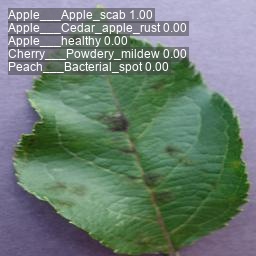 Apple___Apple_scab 1.00
Apple___Cedar_apple_rust 0.00
Apple___healthy 0.00
Cherry___Powdery_mildew 0.00
Peach___Bacterial_spot 0.00